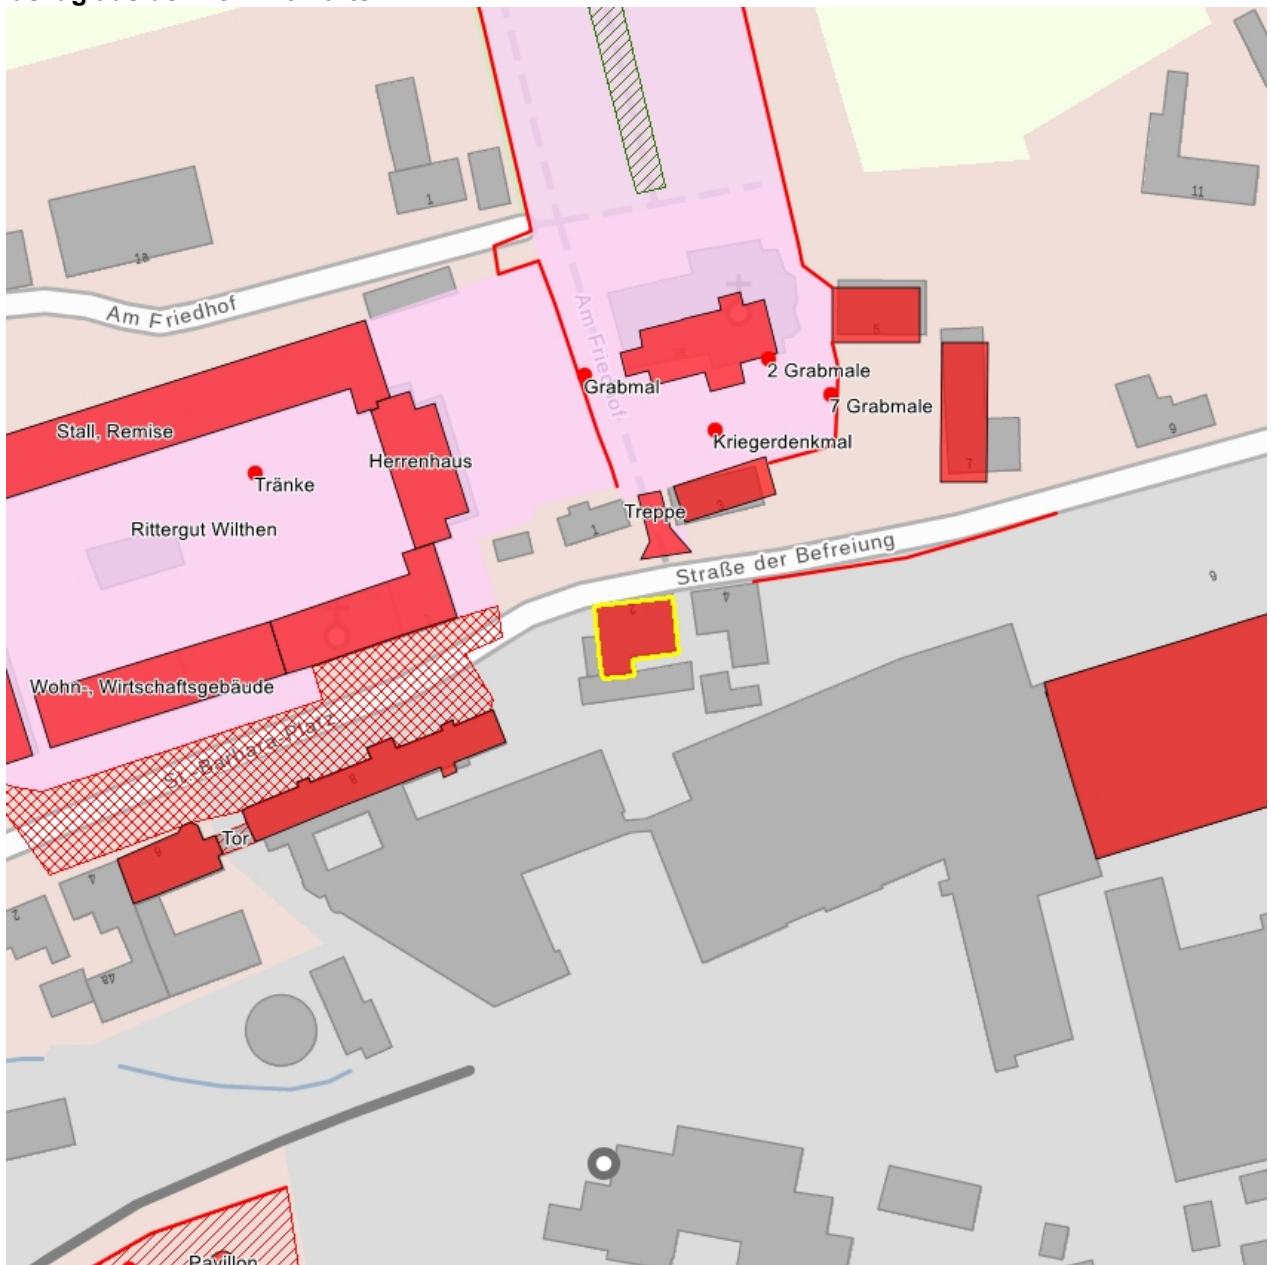 11
1
1a
Am Friedhof
5
Am Friedhof
2 Grabmale
Grabmal
7 Grabmale
9
Stall, Remise
Kriegerdenkmal
Herrenhaus
7
Tränke
3
Treppe
Rittergut Wilthen
1
Straße der Befreiung
9
2
4
Wohn-, Wirtschaftsgebäude
St.-Barbara-Platz
8
Tor
6
4
2
4a
Pavillon